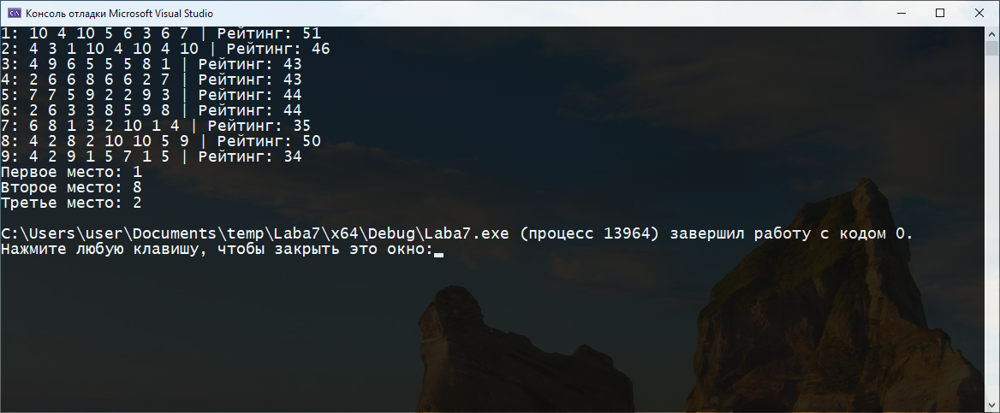 Консоль отладки Microsoft Visual Studio
1: 10 4 10 5 6 3 6 7 | Рейтинг: 51
2: 4 3 1 10 4 10 4 10 | Рейтинг: 46
3: 4 9 6 5 5 5 8 1 | Рейтинг: 43
4: 2 6 6 8 6 6 2 7 | Рейтинг: 43
5: 7 7 5 9 2 2 9 3 | Рейтинг: 44
6: 2 6 3 3 8 5 9 8 | Рейтинг: 44
7: 6 8 1 3 2 10 1 4 | Рейтинг: 35
8: 4 2 8 2 10 10 5 9 | Рейтинг: 50
9: 4 2 9 1 5 7 1 5 | Рейтинг: 34
Первое место: 1
Второе место: 8
Третье место: 2
C:\Users\user\Documents\temp\Laba7\x64\Debug\Laba7.exe (процесс 13964) завершил работу с кодом 0.
Нажмите любую клавишу, чтобы закрыть это окно: